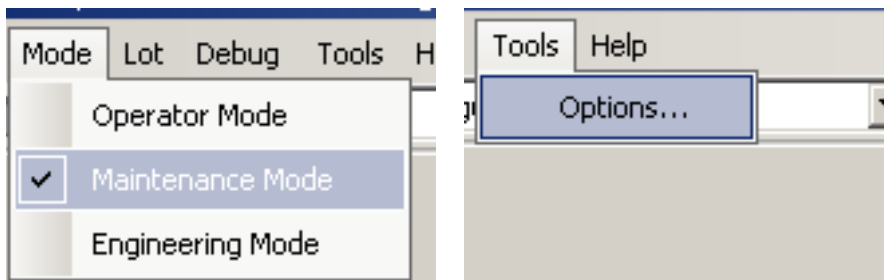 Mode Lot Debug Tools H
Operator Mode
Maintenance Mode
Engineering Mode
Tools Help
Options...